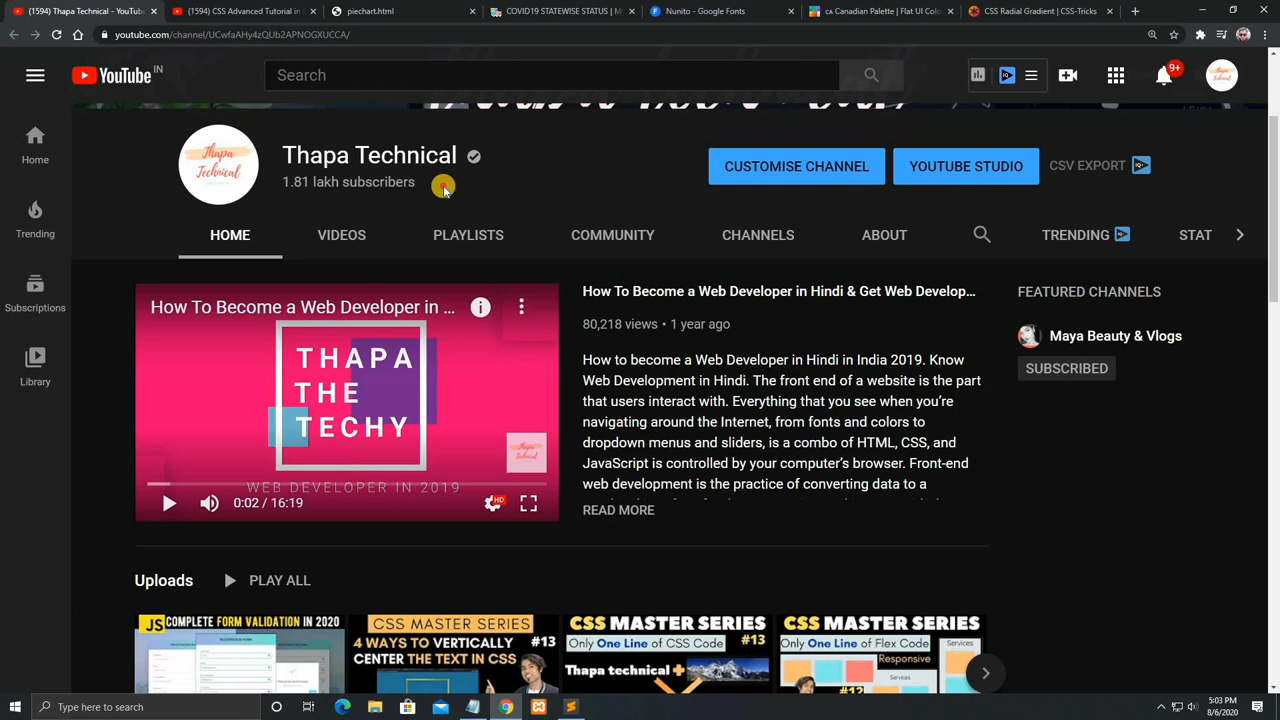 (1594) Thapa Technical - YouTub
(1594) CSS Advanced Tutorial in
piechart.html
COVID19 STATEWISE STATUS | M
Nunito - Google Fonts
Canadian Palette | Flat UI Colo
CSS Radial Gradient | CSS-Tricks
youtube.com/channel/UCwfaAHy4zQUb2APNOGXUCCA/
YouTube IN
Search
9+
Home
Trending
Subscriptions
Library
Thapa
Technical
Thapa Technical
1.81 lakh subscribers
CUSTOMISE CHANNEL
YOUTUBE STUDIO
CSV EXPORT
HOME
VIDEOS
PLAYLISTS
COMMUNITY
CHANNELS
ABOUT
TRENDING
STAT
How To Become a Web Developer in ...
THAPA
THE
TECHY
WEB DEVELOPER IN 2019
0:02 / 16:19
HD
How To Become a Web Developer in Hindi & Get Web Develop...
80,218 views • 1 year ago
How to become a Web Developer in Hindi in India 2019. Know
Web Development in Hindi. The front end of a website is the part
that users interact with. Everything that you see when you're
navigating around the Internet, from fonts and colors to
dropdown menus and sliders, is a combo of HTML, CSS, and
JavaScript is controlled by your computer's browser. Front-end
web development is the practice of converting data to a
READ MORE
FEATURED CHANNELS
Maya Beauty & Vlogs
SUBSCRIBED
Uploads
PLAY ALL
JS COMPLETE FORM VALIDATION IN 2020
CSS MASTER SERIES
4 WAYS TO VERTICALLY
CENTER THE TEXT IN CSS
#13
CSS MASTER SERIES
Only One Line of CSS Code
#13
Thapa technical
CSS MASTER SERIES
Only One Line of Flex Code
Responsive
Services
Services
#12
Type here to search
5:03 PM
8/6/2020